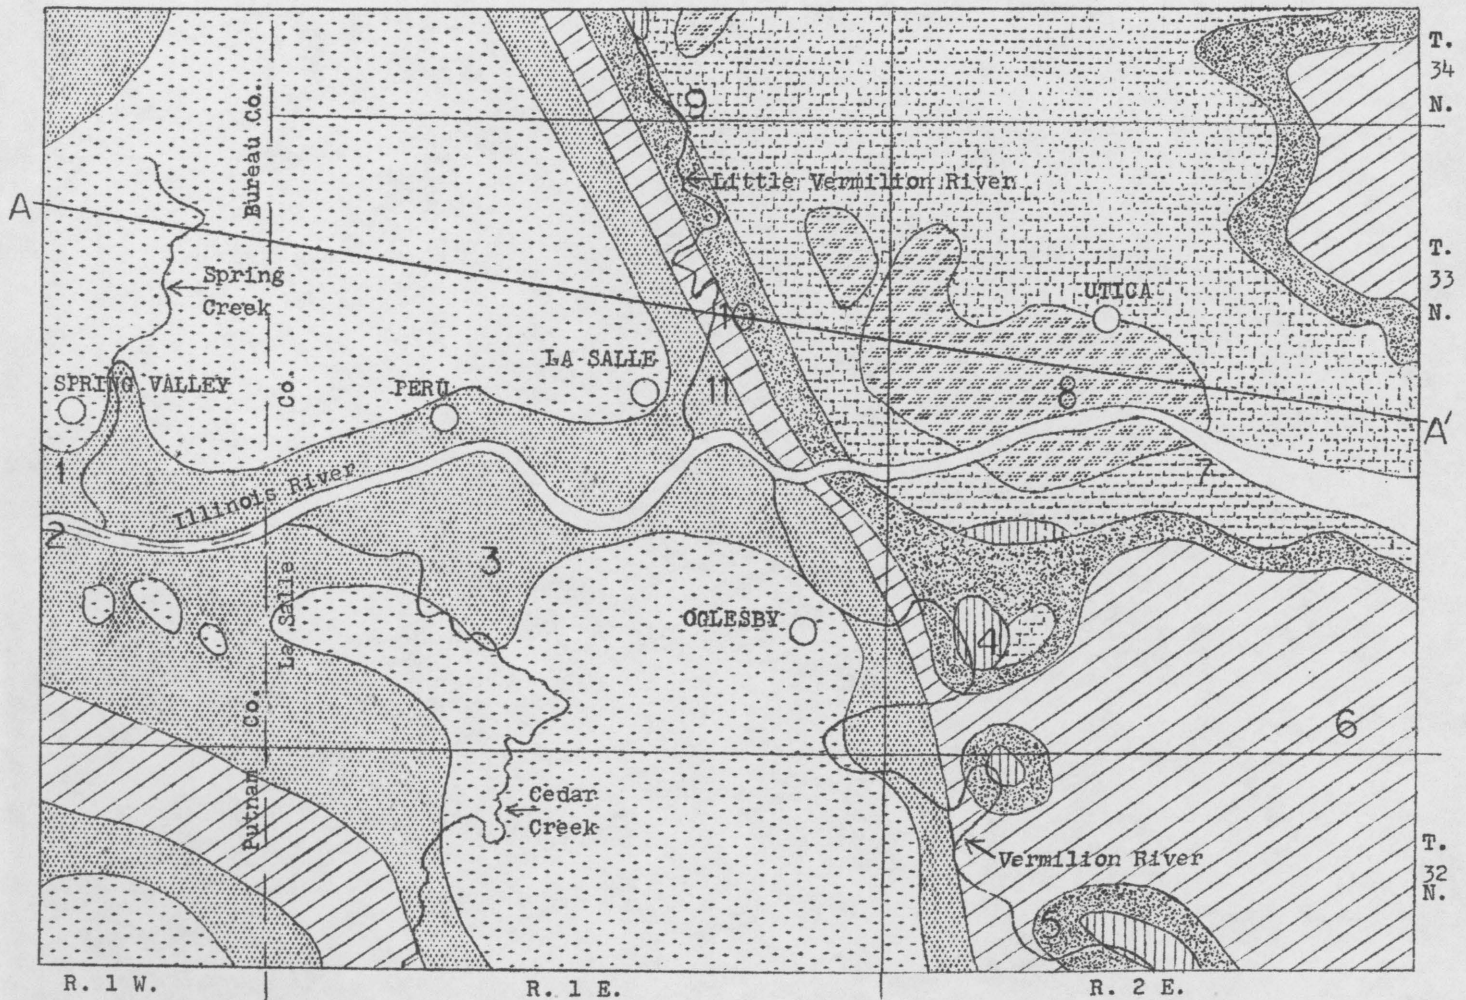 T.
34
N.
Bureau Co.
9
Little Vermilion River
A
Spring
Creek
T.
33
N.
UTICA
10
LA SALLE
SPRING VALLEY
Co.
PERU
11
8
A'
1
Illinois River
7
2
3
La Salle
OGLESBY
4
Putnam Co.
6
Cedar
Creek
Vermilion River
T.
32
N.
5
R. 1 W.
R. 1 E.
R. 2 E.